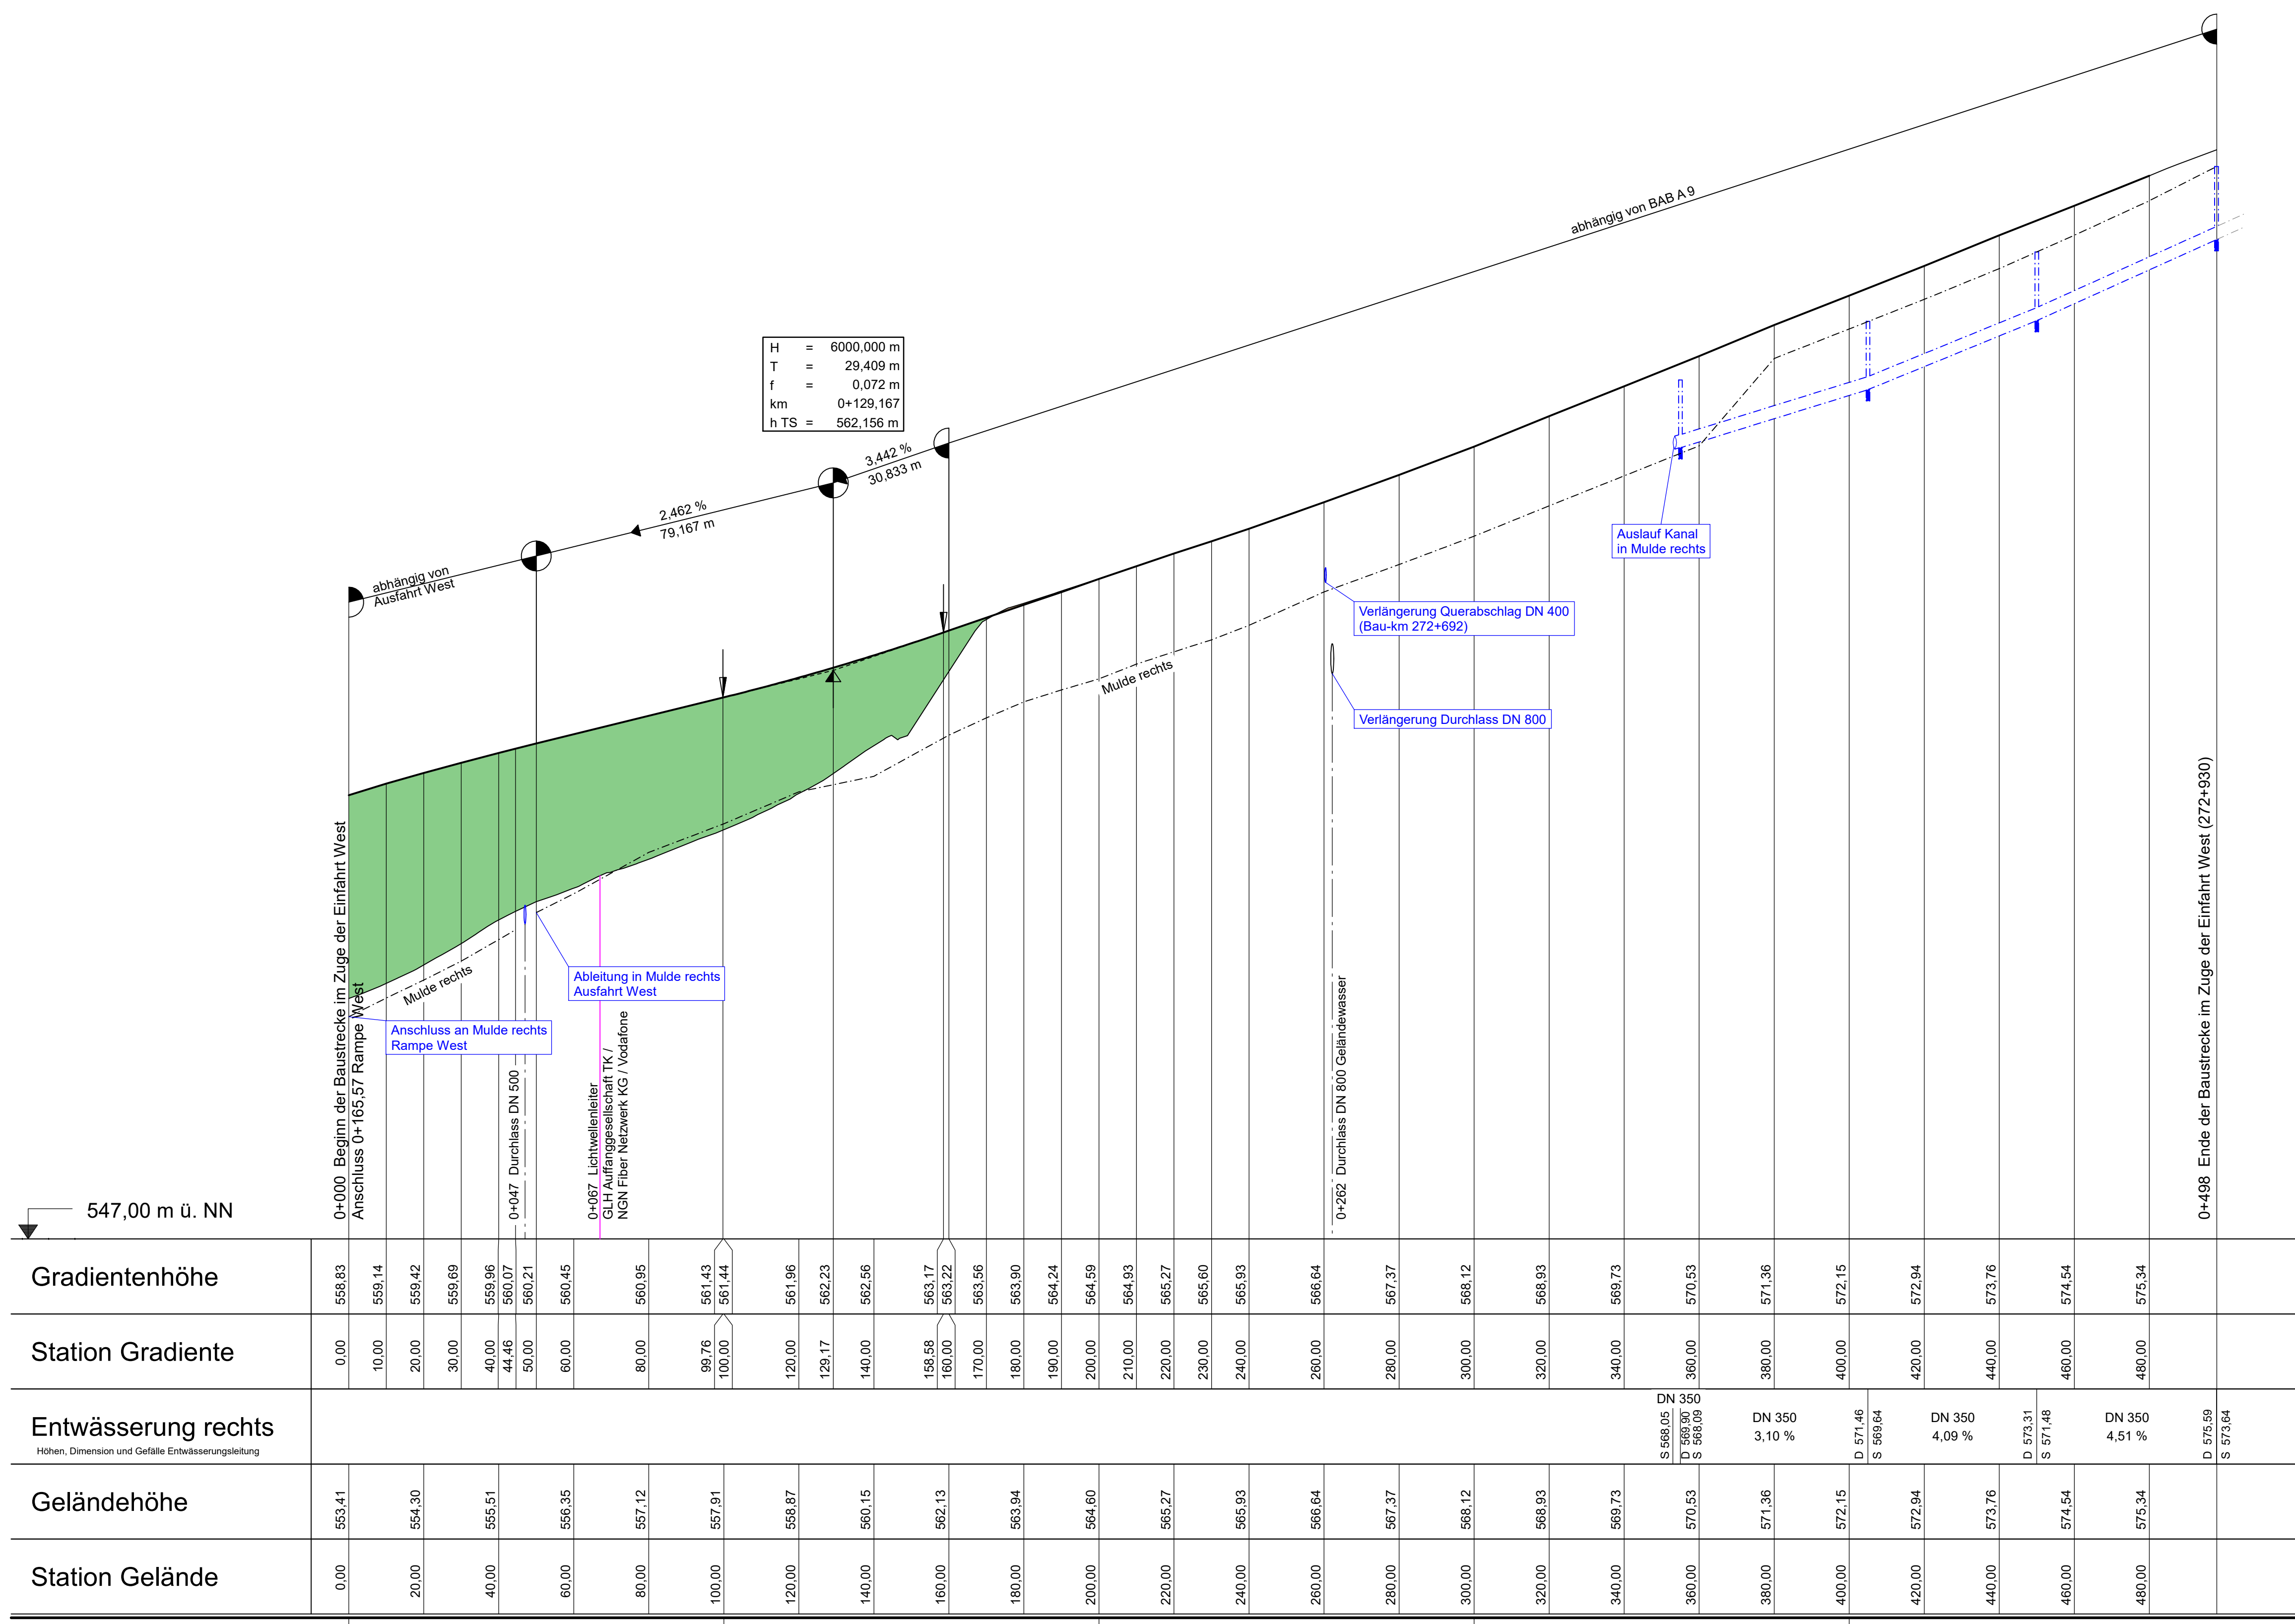 abhängig von BAB A 9
H = 6000,000 m
T = 29,409 m
f = 0,072 m
km 0+129,167
h TS = 562,156 m
3,442 %
30,833 m
2,462 %
79,167 m
abhängig von
Ausfahrt West
Auslauf Kanal
in Mulde rechts
Verlängerung Querabschlag DN 400
(Bau-km 272+692)
Mulde rechts
Verlängerung Durchlass DN 800
Ableitung in Mulde rechts
Ausfahrt West
Mulde rechts
Anschluss an Mulde rechts
Rampe West
0+000 Beginn der Baustrecke im Zuge der Einfahrt West
Anschluss 0+165,57 Rampe West
0+047 Durchlass DN 500
0+067 Lichtwellenleiter
GLH Auffanggesellschaft TK /
NGN Fiber Netzwerk KG / Vodafone
0+262 Durchlass DN 800 Geländewasser
0+498 Ende der Baustrecke im Zuge der Einfahrt West (272+930)
547,00 m ü. NN
Gradientenhöhe 558,83 559,14 559,42 559,69 559,96 560,07 560,21 560,45 560,95 561,43 561,44 561,96 562,23 562,56 563,17 563,22 563,56 563,90 564,24 564,59 564,93 565,27 565,60 565,93 566,64 567,37 568,12 568,93 569,73 570,53 571,36 572,15 572,94 573,76 574,54 575,34
Station Gradiente 0,00 10,00 20,00 30,00 40,00 44,46 50,00 60,00 80,00 99,76 100,00 120,00 129,17 140,00 158,58 160,00 170,00 180,00 190,00 200,00 210,00 220,00 230,00 240,00 260,00 280,00 300,00 320,00 340,00 360,00 380,00 400,00 420,00 440,00 460,00 480,00
Entwässerung rechts
Höhen, Dimension und Gefälle Entwässerungsleitung
DN 350
S 568,05
D 569,90
S 568,09
DN 350
3,10 %
D 571,46
S 569,64
DN 350
4,09 %
D 573,31
S 571,48
DN 350
4,51 %
D 575,59
S 573,64
Geländehöhe 553,41 554,30 555,51 556,35 557,12 557,91 558,87 560,15 562,13 563,94 564,60 565,27 565,93 566,64 567,37 568,12 568,93 569,73 570,53 571,36 572,15 572,94 573,76 574,54 575,34
Station Gelände 0,00 20,00 40,00 60,00 80,00 100,00 120,00 140,00 160,00 180,00 200,00 220,00 240,00 260,00 280,00 300,00 320,00 340,00 360,00 380,00 400,00 420,00 440,00 460,00 480,00